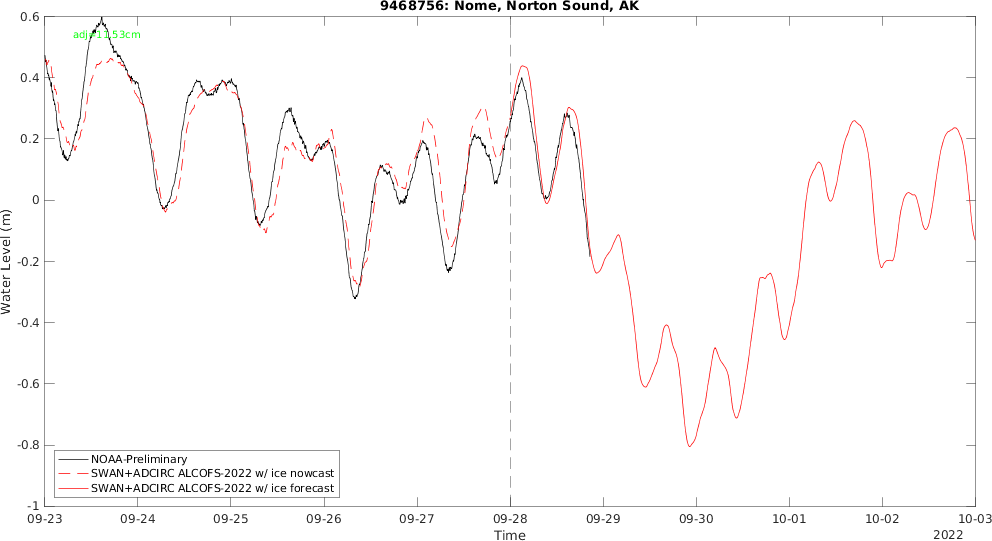 9468756: Nome, Norton Sound, AK
0.6
0.4
0.2
0
-0.2
-0.4
-0.6
-0.8
-1
Water Level (m)
NOAA-Preliminary
SWAN+ADCIRC ALCOFS-2022 w/ ice nowcast
SWAN+ADCIRC ALCOFS-2022 w/ ice forecast
09-23 09-24 09-25 09-26 09-27 09-28 09-29 09-30 10-01 10-02 10-03
Time
2022